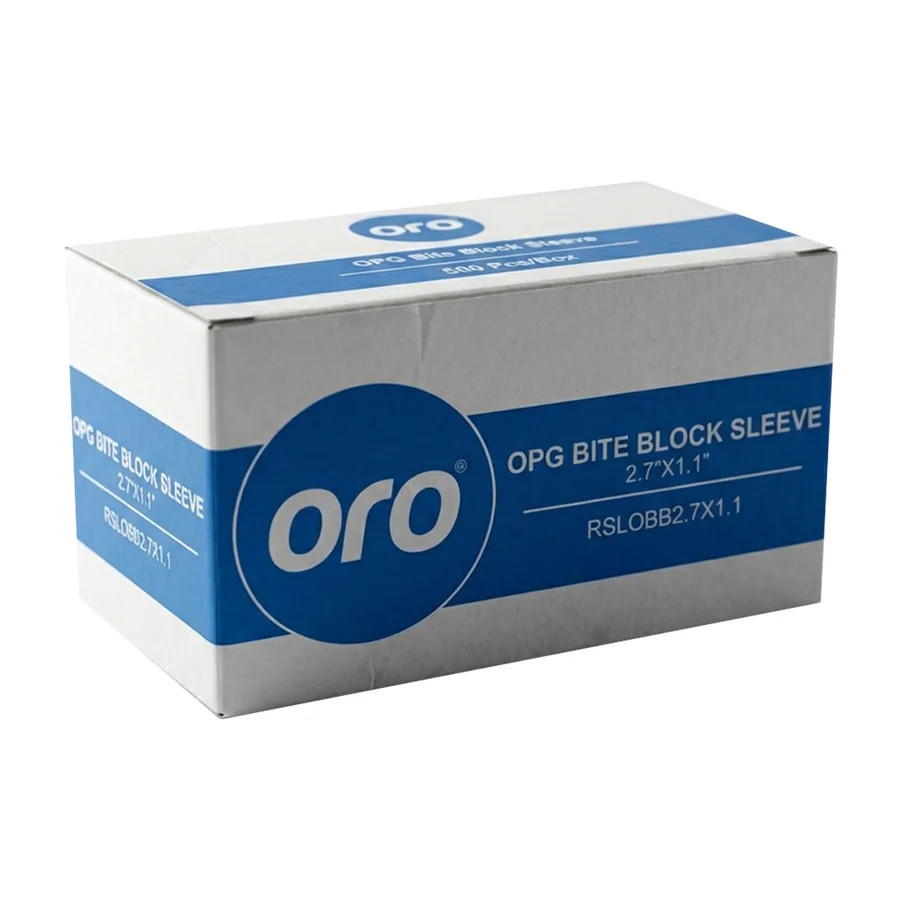 oro
OPG Bite Block Sleeve
500 Pcs/Box
OPG BITE BLOCK SLEEVE
2.7"X1.1"
RSLOBB2.7X1.1
oro®
OPG BITE BLOCK SLEEVE
2.7"X1.1"
RSLOBB2.7X1.1